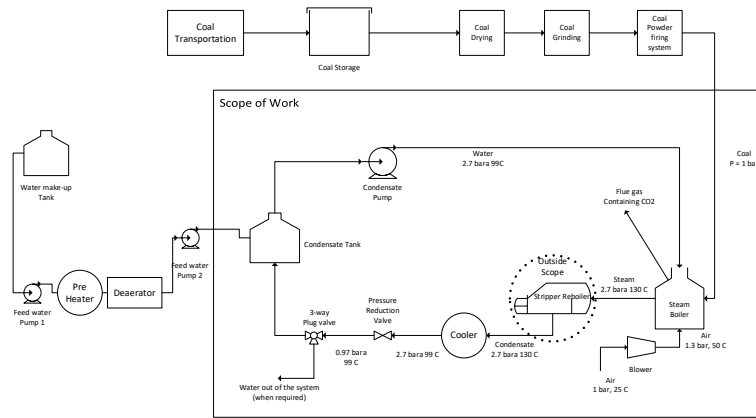 Coal
Transportation
Coal Storage
Coal
Drying
Coal
Grinding
Coal
Powder
firing
system
Scope of Work
Water make-up
Tank
Feed water
Pump 1
Pre
Heater
Deaerator
Feed water
Pump 2
Condensate Tank
Condensate
Pump
Water
2.7 bara 99C
Coal
P = 1 ba
Flue gas
Containing CO2
Outside
Scope
Stripper Reboiler
Steam
2.7 bara 130 C
Steam
Boiler
Air
1.3 bar, 50 C
Blower
Air
1 bar, 25 C
Condensate
2.7 bara 130 C
Cooler
2.7 bara 99 C
Pressure
Reduction
Valve
0.97 bara
99 C
3-way
Plug valve
Water out of the system
(when required)